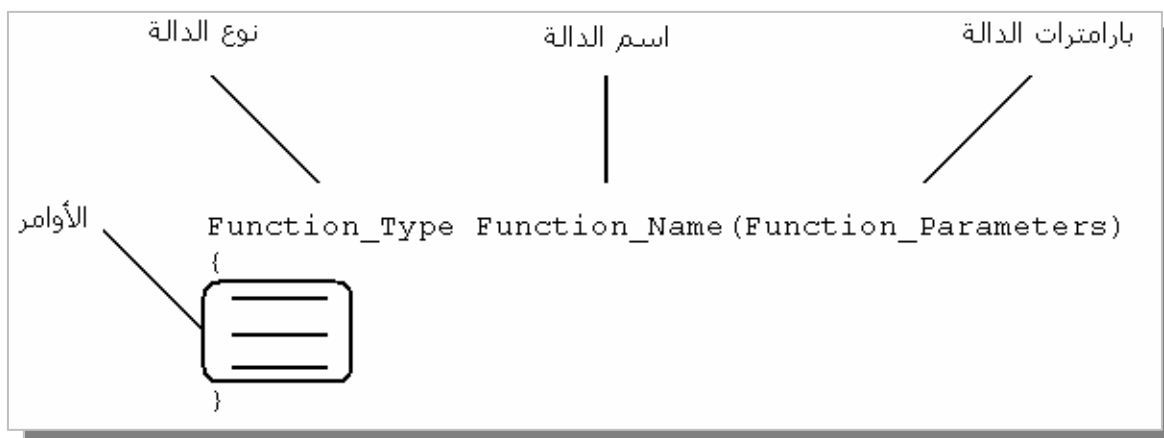 نوع الدالة
اسم الدالة
بارامترات الدالة
الأوامر
Function_Type Function_Name(Function_Parameters)
{
}